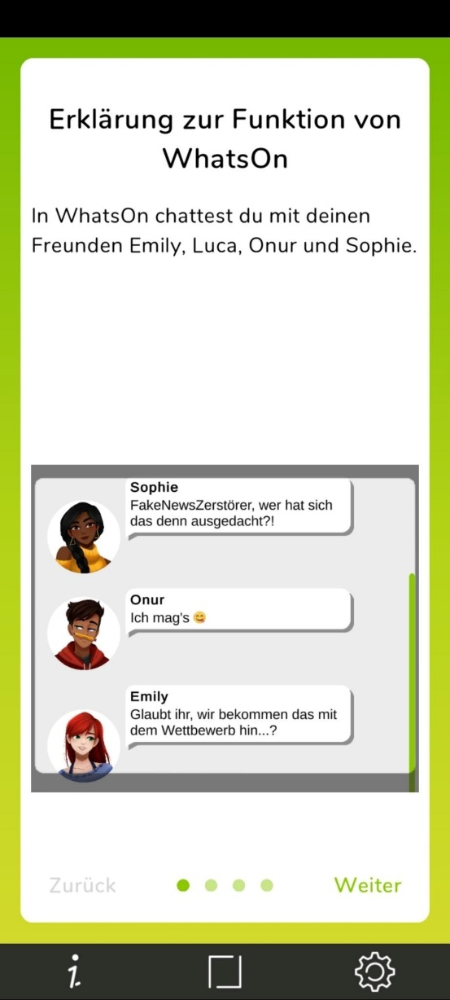 Erklärung zur Funktion von
WhatsOn
In WhatsOn chattest du mit deinen
Freunden Emily, Luca, Onur und Sophie.
Sophie
FakeNewsZerstörer, wer hat sich
das denn ausgedacht?!
Onur
Ich mag's 😄
Emily
Glaubt ihr, wir bekommen das mit
dem Wettbewerb hin...?
Zurück
Weiter